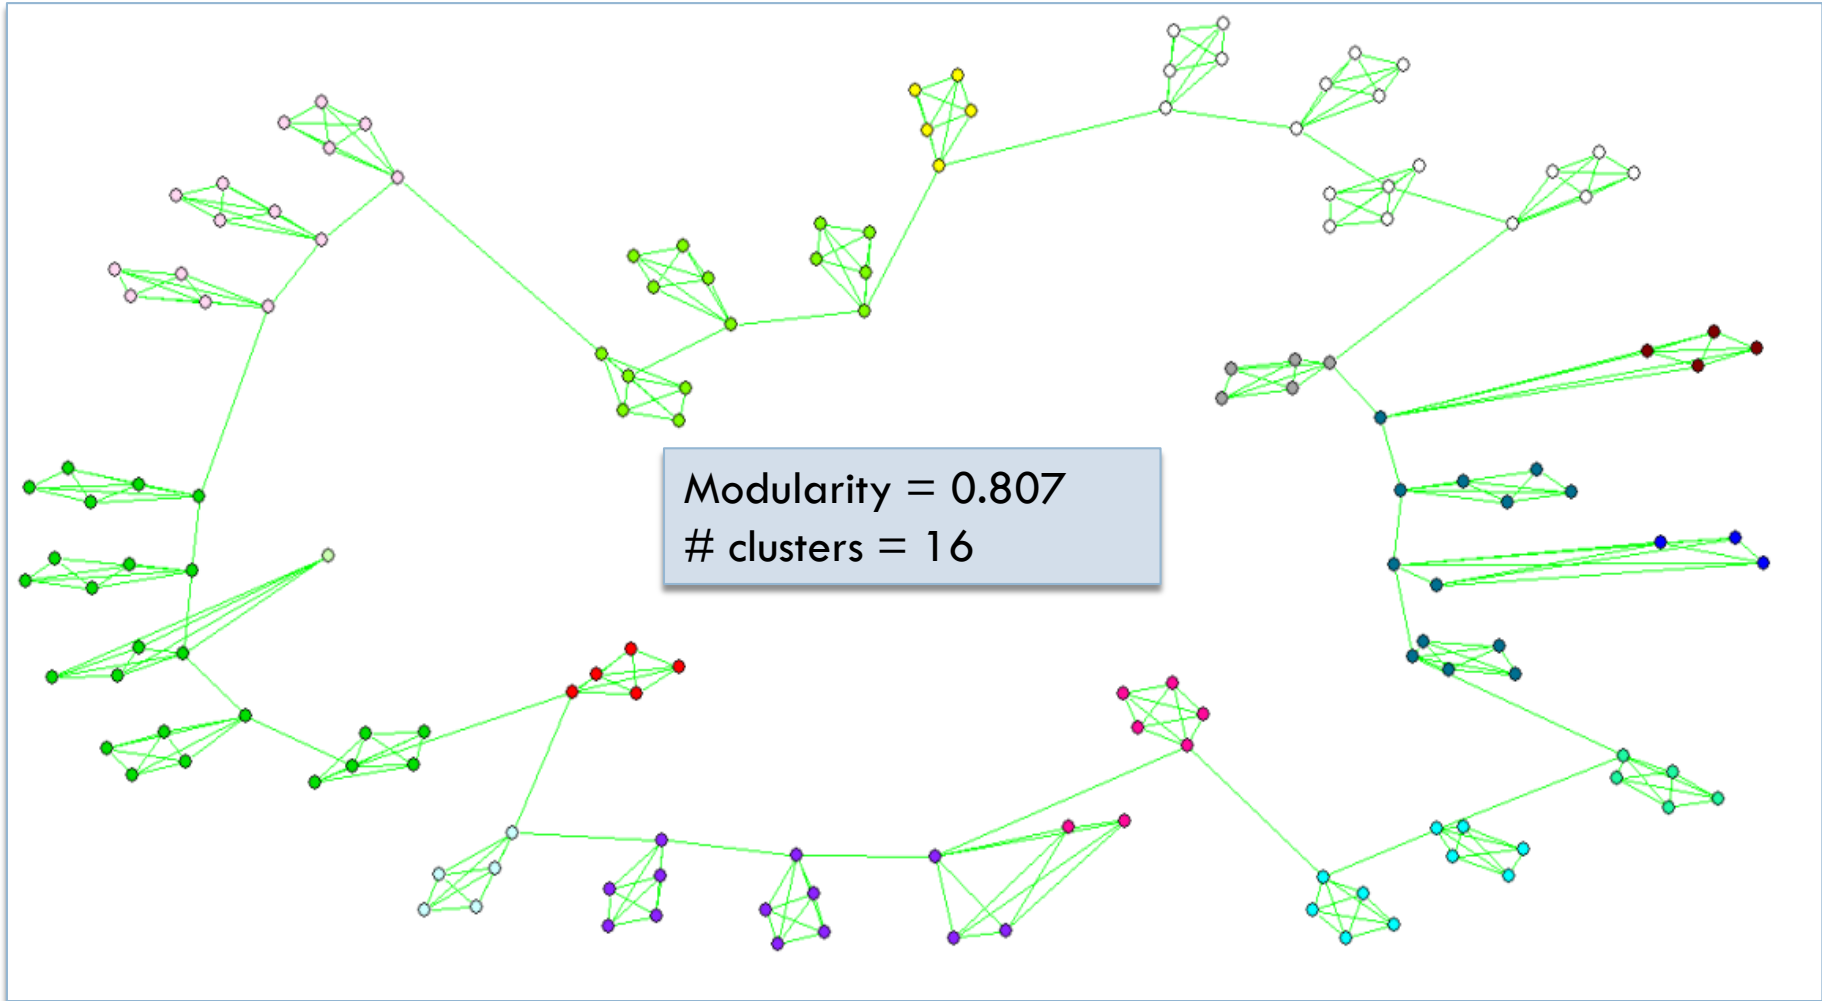 Modularity = 0.807
# clusters = 16